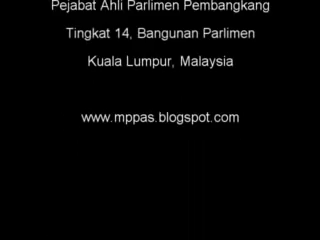 Pejabat Ahli Parlimen Pembangkang
Tingkat 14, Bangunan Parlimen
Kuala Lumpur, Malaysia
www.mppas.blogspot.com